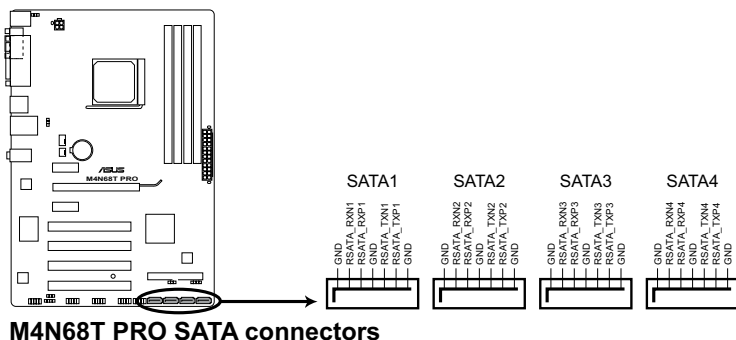 ASUS
M4N68T PRO
SATA1
GND
RSATA_RXN1
RSATA_RXP1
GND
RSATA_TXN1
RSATA_TXP1
GND
SATA2
GND
RSATA_RXN2
RSATA_RXP2
GND
RSATA_TXN2
RSATA_TXP2
GND
SATA3
GND
RSATA_RXN3
RSATA_RXP3
GND
RSATA_TXN3
RSATA_TXP3
GND
SATA4
GND
RSATA_RXN4
RSATA_RXP4
GND
RSATA_TXN4
RSATA_TXP4
GND
M4N68T PRO SATA connectors